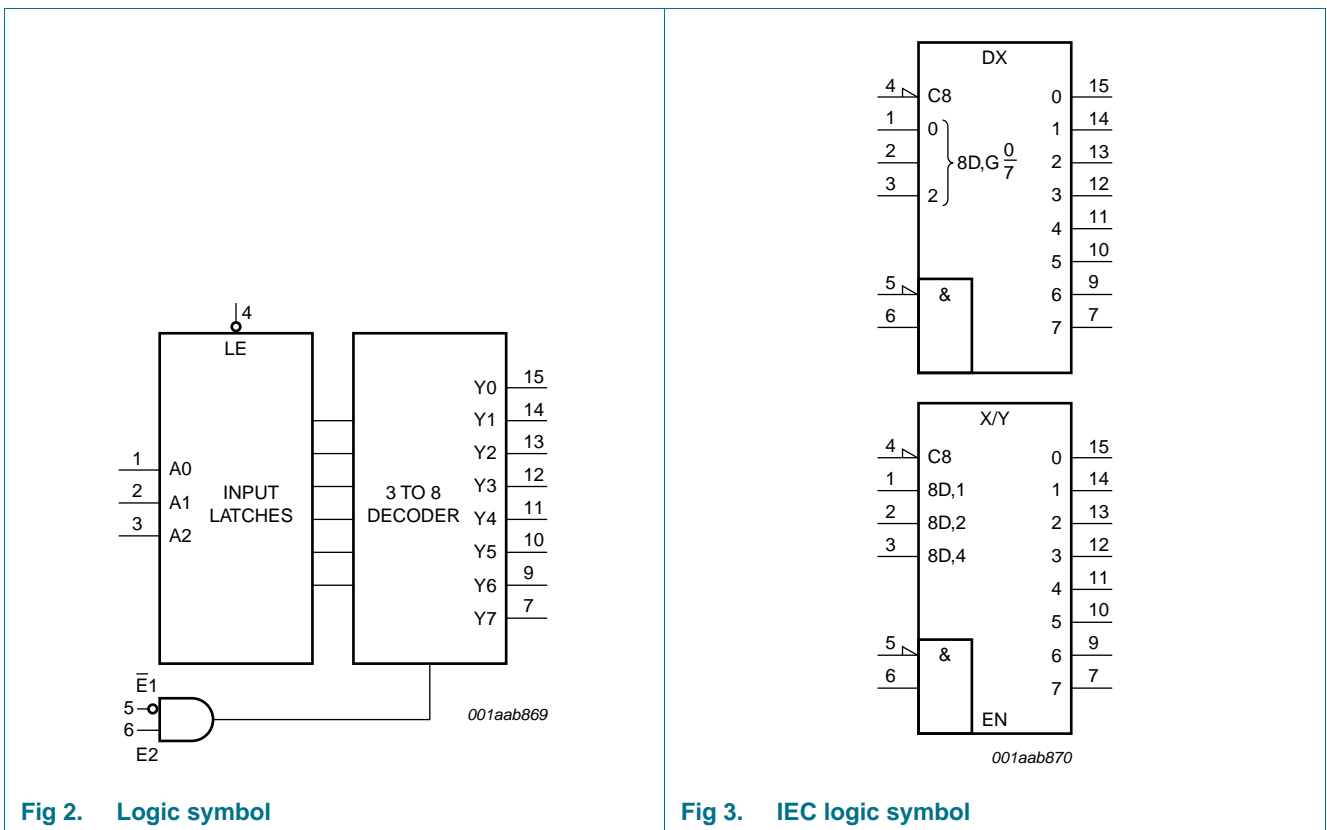 4
LE
1 A0
2 A1
3 A2
INPUT
LATCHES
3 TO 8
DECODER
Y0 15
Y1 14
Y2 13
Y3 12
Y4 11
Y5 10
Y6 9
Y7 7
E̅1
5
6
E2
001aab869
Fig 2. Logic symbol
DX
4 C8
1 0
2
3 2
8D,G 0/7
5 &
6
0 15
1 14
2 13
3 12
4 11
5 10
6 9
7 7
X/Y
4 C8
1 8D,1
2 8D,2
3 8D,4
5 &
6
EN
0 15
1 14
2 13
3 12
4 11
5 10
6 9
7 7
001aab870
Fig 3. IEC logic symbol